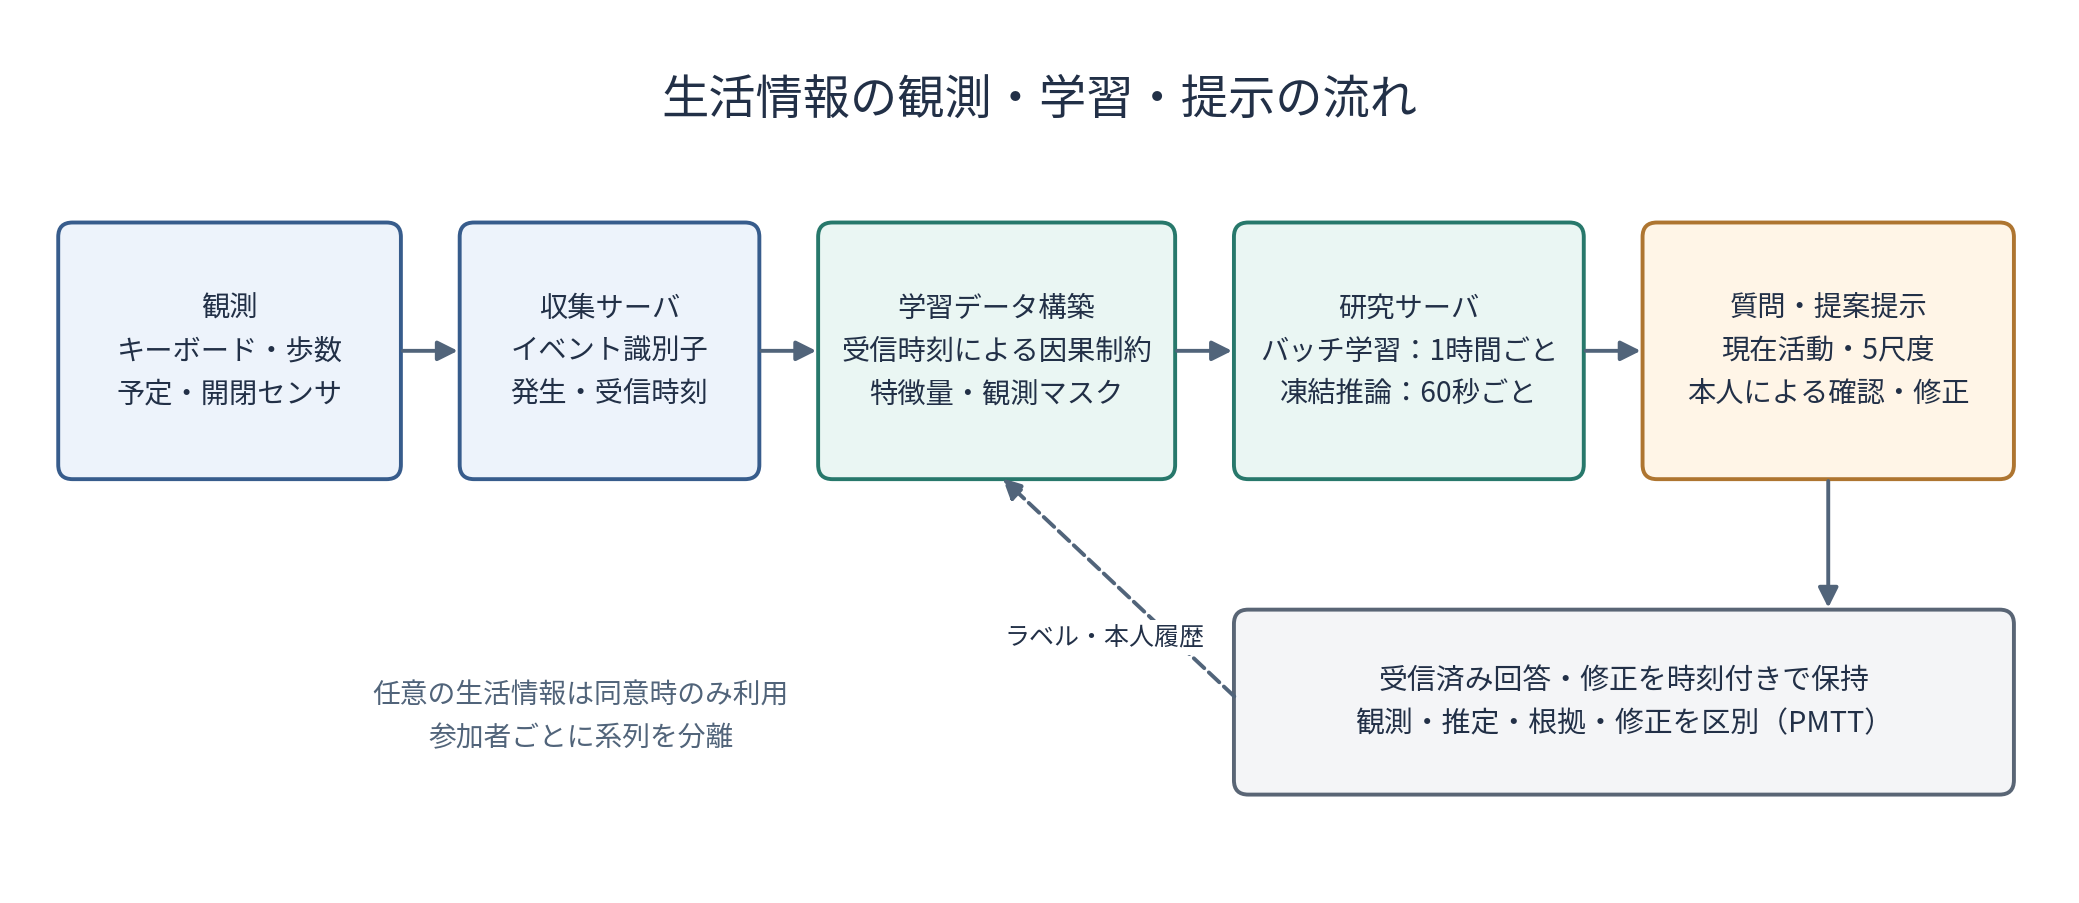 生活情報の観測・学習・提示の流れ
観測
キーボード・歩数
予定・開閉センサ
収集サーバ
イベント識別子
発生・受信時刻
学習データ構築
受信時刻による因果制約
特徴量・観測マスク
研究サーバ
バッチ学習：1時間ごと
凍結推論：60秒ごと
質問・提案提示
現在活動・5尺度
本人による確認・修正
ラベル・本人履歴
受信済み回答・修正を時刻付きで保持
観測・推定・根拠・修正を区別（PMTT）
任意の生活情報は同意時のみ利用
参加者ごとに系列を分離